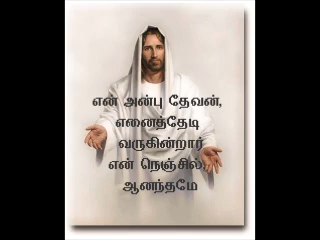 என் அன்பு தேவன்,
எனைத்தேடி
வருகின்றார்
என் நெஞ்சில்
ஆனந்தமே